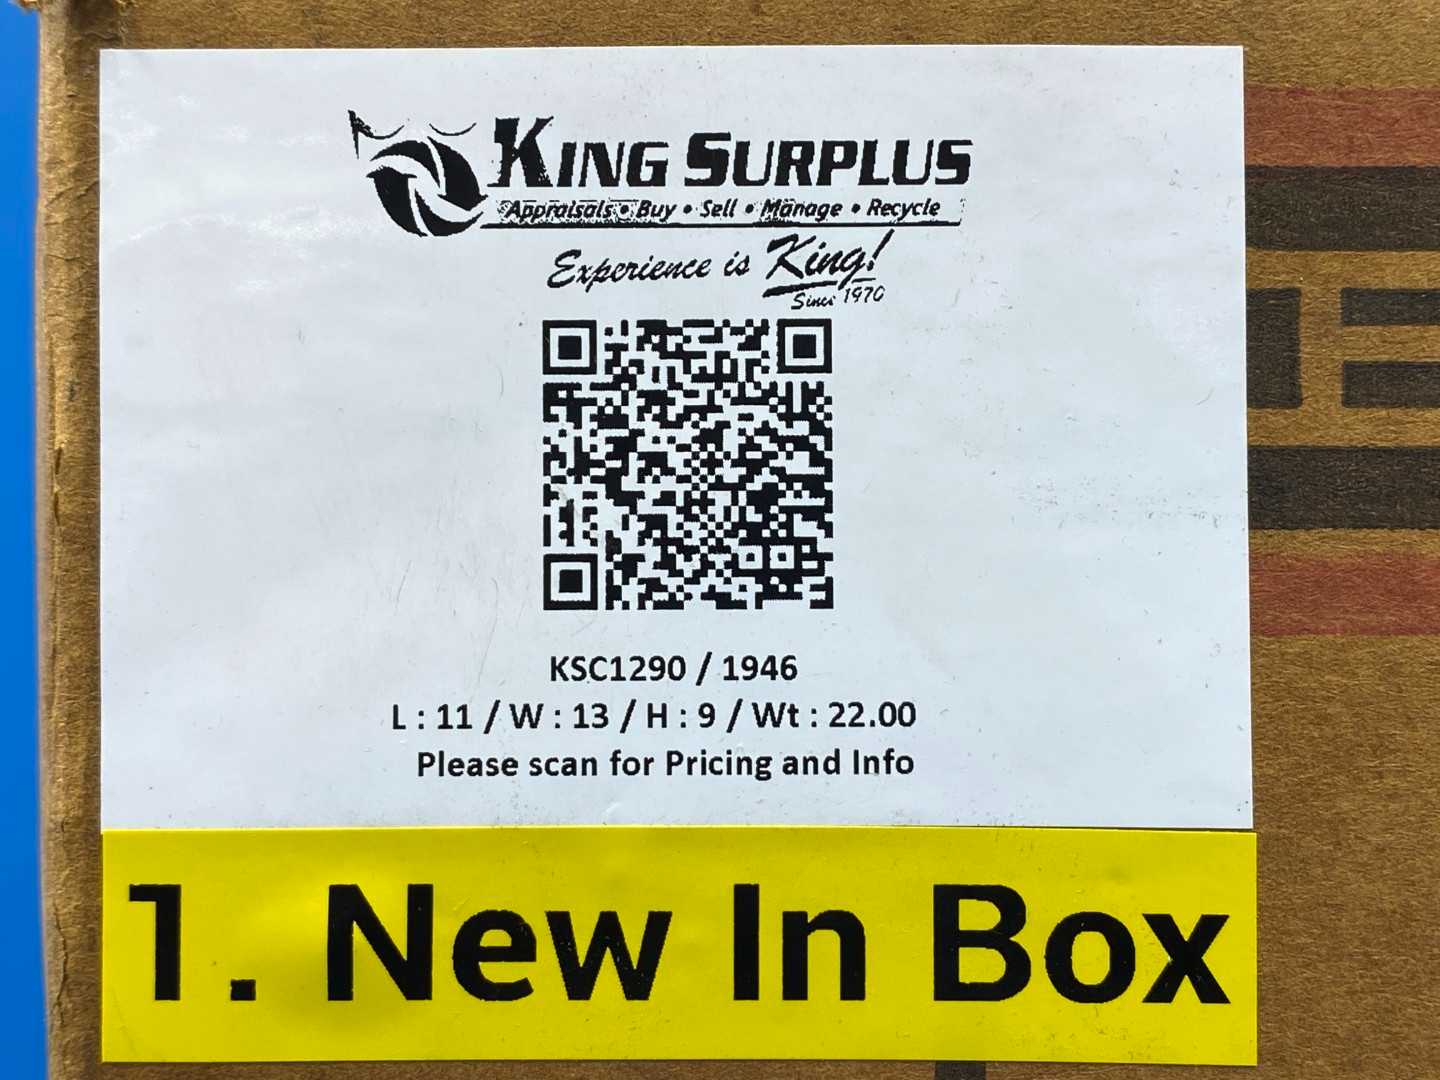 KING SURPLUS
Appraisals • Buy • Sell • Manage • Recycle
Experience is King!
Since 1970
KSC1290 / 1946
L : 11 / W : 13 / H : 9 / Wt : 22.00
Please scan for Pricing and Info
1. New In Box